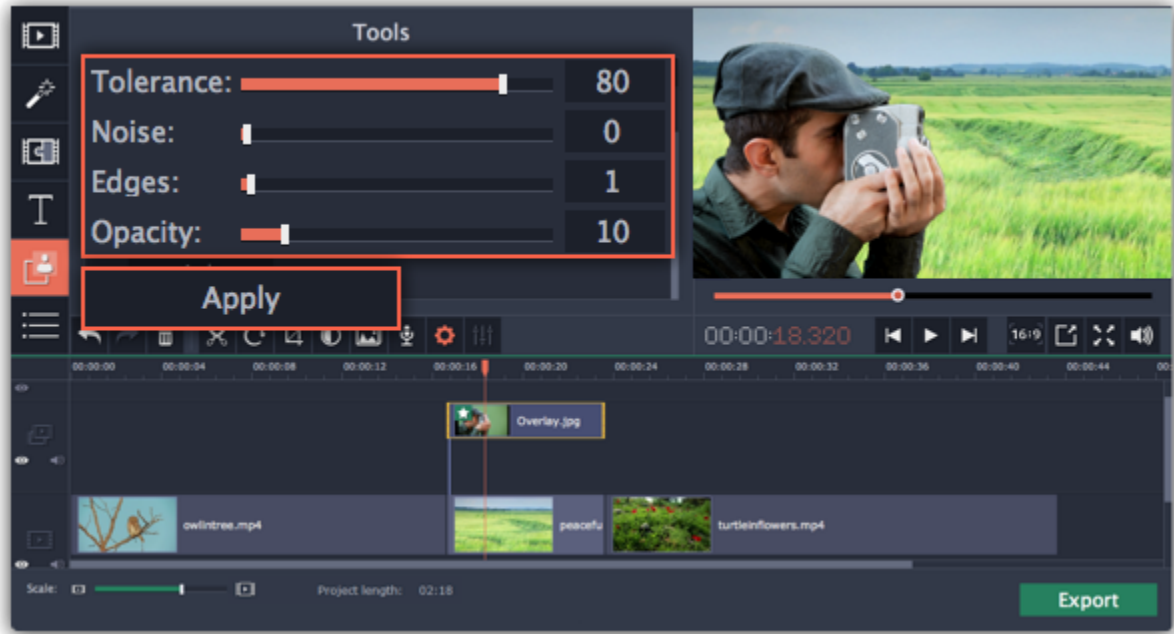 Tools
Tolerance: 80
Noise: 0
Edges: 1
Opacity: 10
Apply
T
00:00:18.320
16:9
00:00:00 00:00:04 00:00:08 00:00:12 00:00:16 00:00:20 00:00:24 00:00:28 00:00:32 00:00:36 00:00:40 00:00:44 00:
Overlay.jpg
owlintree.mp4 peacefu turtleinflowers.mp4
Scale: Project length: 02:18
Export